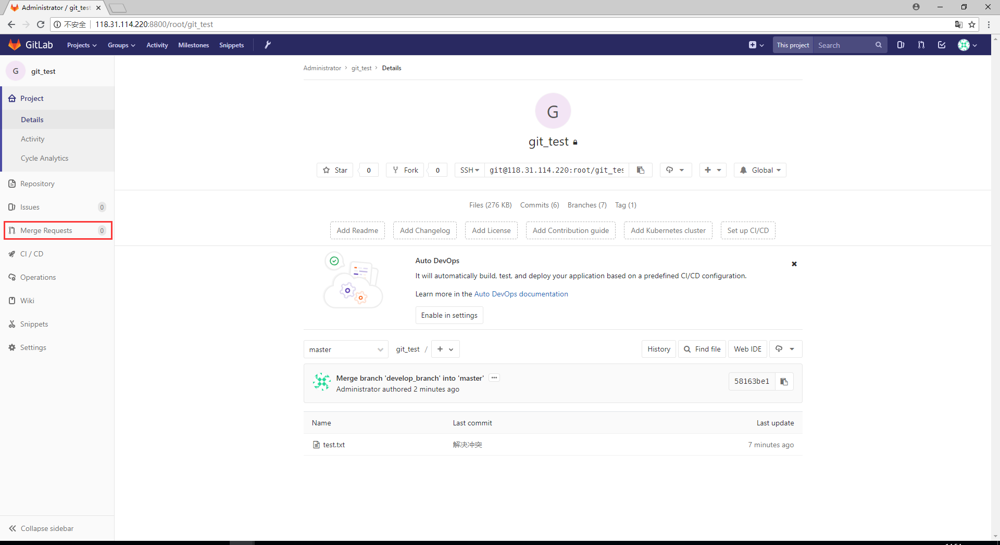 Administrator / git_test
不安全 118.31.114.220:8800/root/git_test
GitLab Projects Groups Activity Milestones Snippets This project Search
G git_test
Project
Details
Activity
Cycle Analytics
Repository
Issues 0
Merge Requests 0
CI / CD
Operations
Wiki
Snippets
Settings
Collapse sidebar
Administrator › git_test › Details
G
git_test
Star 0 Fork 0 SSH git@118.31.114.220:root/git_tes Global
Files (276 KB) Commits (6) Branches (7) Tag (1)
Add Readme Add Changelog Add License Add Contribution guide Add Kubernetes cluster Set up CI/CD
Auto DevOps
It will automatically build, test, and deploy your application based on a predefined CI/CD configuration.
Learn more in the Auto DevOps documentation
Enable in settings
master git_test / + History Find file Web IDE
Merge branch 'develop_branch' into 'master' ...
Administrator authored 2 minutes ago
58163be1
Name Last commit Last update
test.txt 解决冲突 7 minutes ago